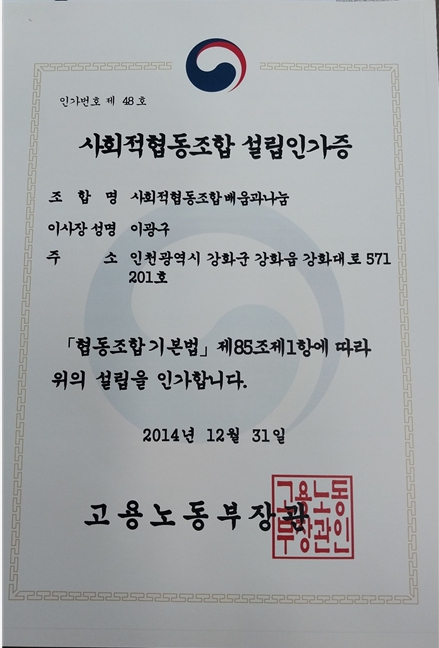 인가번호 제 48호
사회적협동조합 설립인가증
조 합 명 사회적협동조합 배움과나눔
이사장 성명 이광구
주 소 인천광역시 강화군 강화읍 강화대로 571
201호
「협동조합 기본법」 제85조제1항에 따라
위의 설립을 인가합니다.
2014년 12월 31일
고용노동부장관
고용노동
부장관인